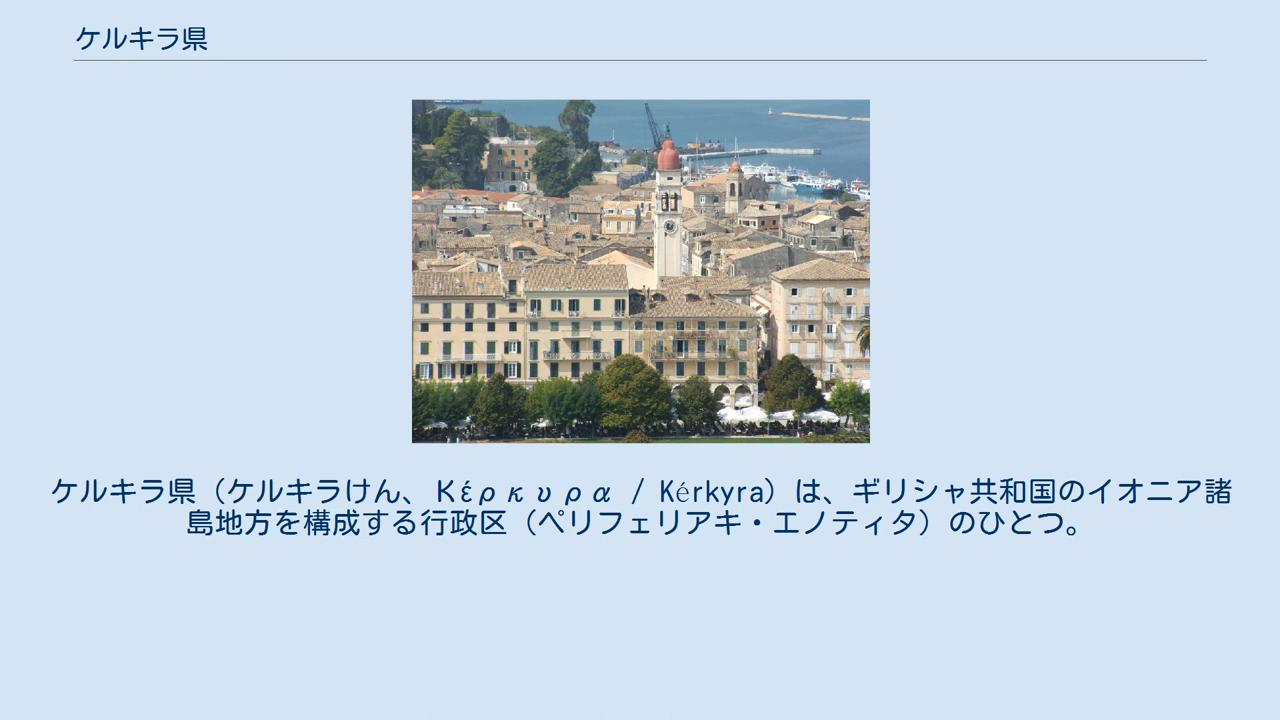 ケルキラ県
ケルキラ県（ケルキラけん、Κέρκυρα / Kérkyra）は、ギリシャ共和国のイオニア諸
島地方を構成する行政区（ペリフェリアキ・エノティタ）のひとつ。